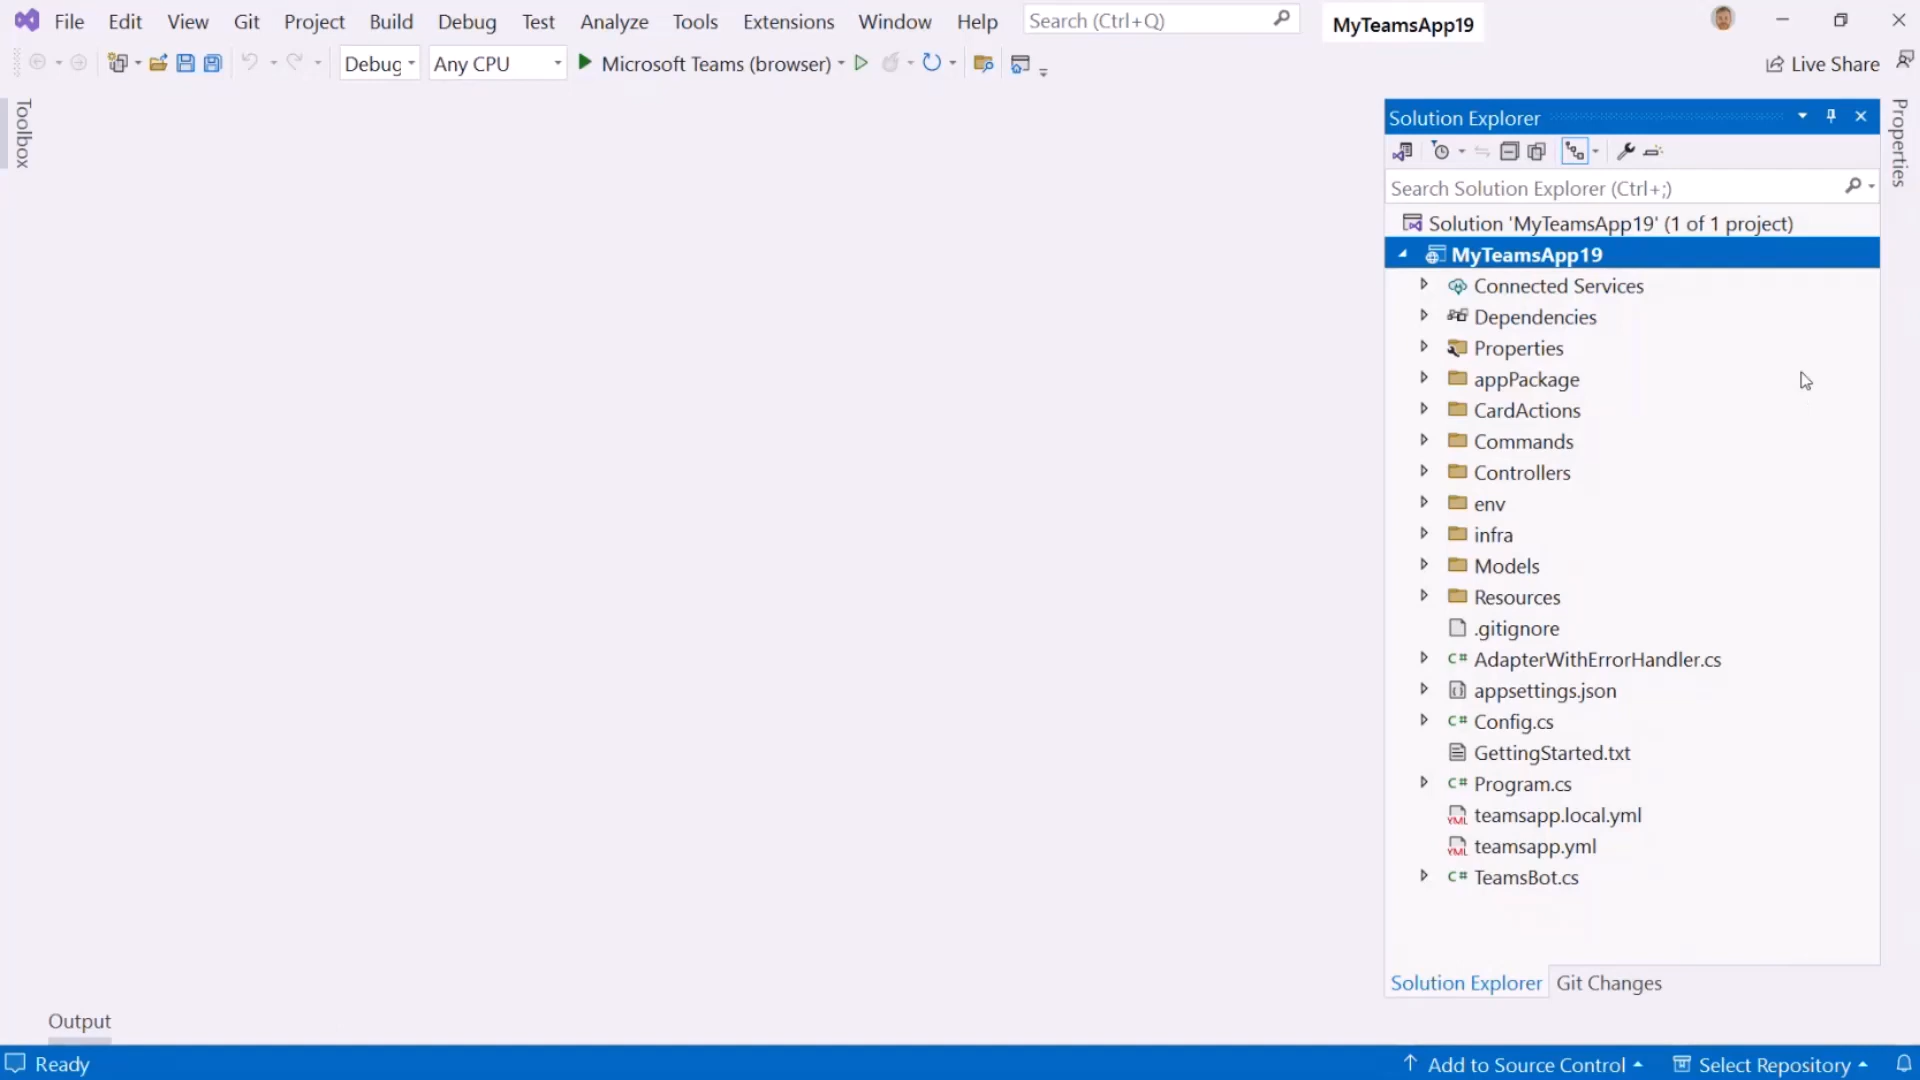 File Edit View Git Project Build Debug Test Analyze Tools Extensions Window Help Search (Ctrl+Q) MyTeamsApp19
Debug Any CPU Microsoft Teams (browser) Live Share
Toolbox
Solution Explorer
Properties
Search Solution Explorer (Ctrl+;)
Solution 'MyTeamsApp19' (1 of 1 project)
MyTeamsApp19
Connected Services
Dependencies
Properties
appPackage
CardActions
Commands
Controllers
env
infra
Models
Resources
.gitignore
C# AdapterWithErrorHandler.cs
appsettings.json
C# Config.cs
GettingStarted.txt
C# Program.cs
YML teamsapp.local.yml
YML teamsapp.yml
C# TeamsBot.cs
Solution Explorer Git Changes
Output
Ready Add to Source Control Select Repository